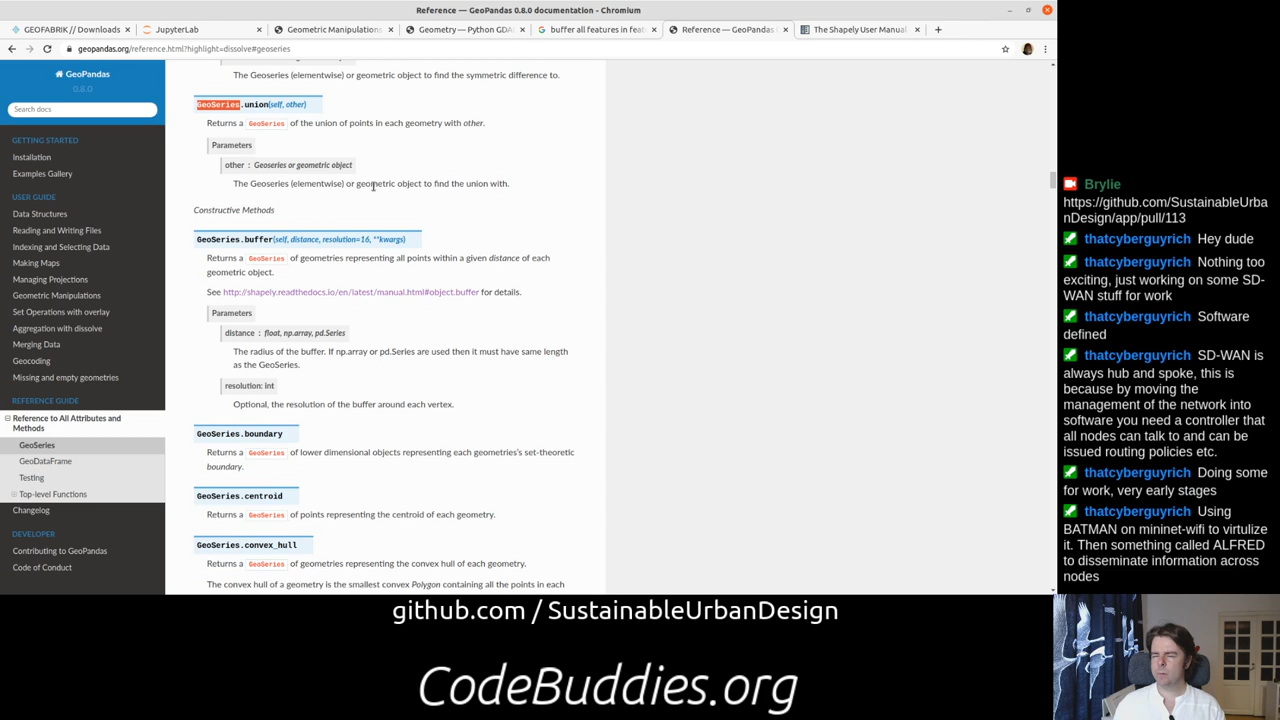 Reference — GeoPandas 0.8.0 documentation - Chromium
GEOFABRIK // Downloads
JupyterLab
Geometric Manipulations
Geometry — Python GDAL
buffer all features in feat
Reference — GeoPandas
The Shapely User Manual
geopandas.org/reference.html?highlight=dissolve#geoseries
GeoPandas
0.8.0
Search docs
GETTING STARTED
Installation
Examples Gallery
USER GUIDE
Data Structures
Reading and Writing Files
Indexing and Selecting Data
Making Maps
Managing Projections
Geometric Manipulations
Set Operations with overlay
Aggregation with dissolve
Merging Data
Geocoding
Missing and empty geometries
REFERENCE GUIDE
Reference to All Attributes and
Methods
GeoSeries
GeoDataFrame
Testing
Top-level Functions
Changelog
DEVELOPER
Contributing to GeoPandas
Code of Conduct
The Geoseries (elementwise) or geometric object to find the symmetric difference to.
GeoSeries.union(self, other)
Returns a GeoSeries of the union of points in each geometry with other.
Parameters
other : Geoseries or geometric object
The Geoseries (elementwise) or geometric object to find the union with.
Constructive Methods
GeoSeries.buffer(self, distance, resolution=16, **kwargs)
Returns a GeoSeries of geometries representing all points within a given distance of each
geometric object.
See http://shapely.readthedocs.io/en/latest/manual.html#object.buffer for details.
Parameters
distance : float, np.array, pd.Series
The radius of the buffer. If np.array or pd.Series are used then it must have same length
as the GeoSeries.
resolution: int
Optional, the resolution of the buffer around each vertex.
GeoSeries.boundary
Returns a GeoSeries of lower dimensional objects representing each geometries's set-theoretic
boundary.
GeoSeries.centroid
Returns a GeoSeries of points representing the centroid of each geometry.
GeoSeries.convex_hull
Returns a GeoSeries of geometries representing the convex hull of each geometry.
The convex hull of a geometry is the smallest convex Polygon containing all the points in each
Brylie
https://github.com/SustainableUrba
nDesign/app/pull/113
thatcyberguyrich Hey dude
thatcyberguyrich Nothing too
exciting, just working on some SD-
WAN stuff for work
thatcyberguyrich Software
defined
thatcyberguyrich SD-WAN is
always hub and spoke, this is
because by moving the
management of the network into
software you need a controller that
all nodes can talk to and can be
issued routing policies etc.
thatcyberguyrich Doing some
for work, very early stages
thatcyberguyrich Using
BATMAN on mininet-wifi to virtulize
it. Then something called ALFRED
to disseminate information across
nodes
github.com / SustainableUrbanDesign
CodeBuddies.org